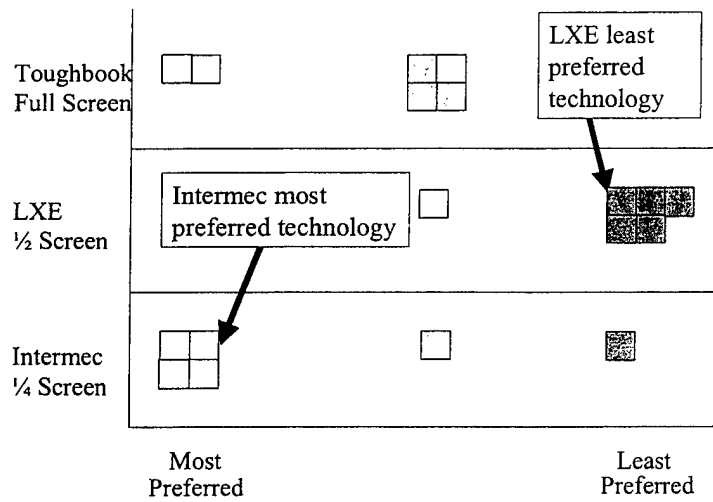 Toughbook
Full Screen
LXE least
preferred
technology
LXE
½ Screen
Intermec most
preferred technology
Intermec
¼ Screen
Most
Preferred
Least
Preferred